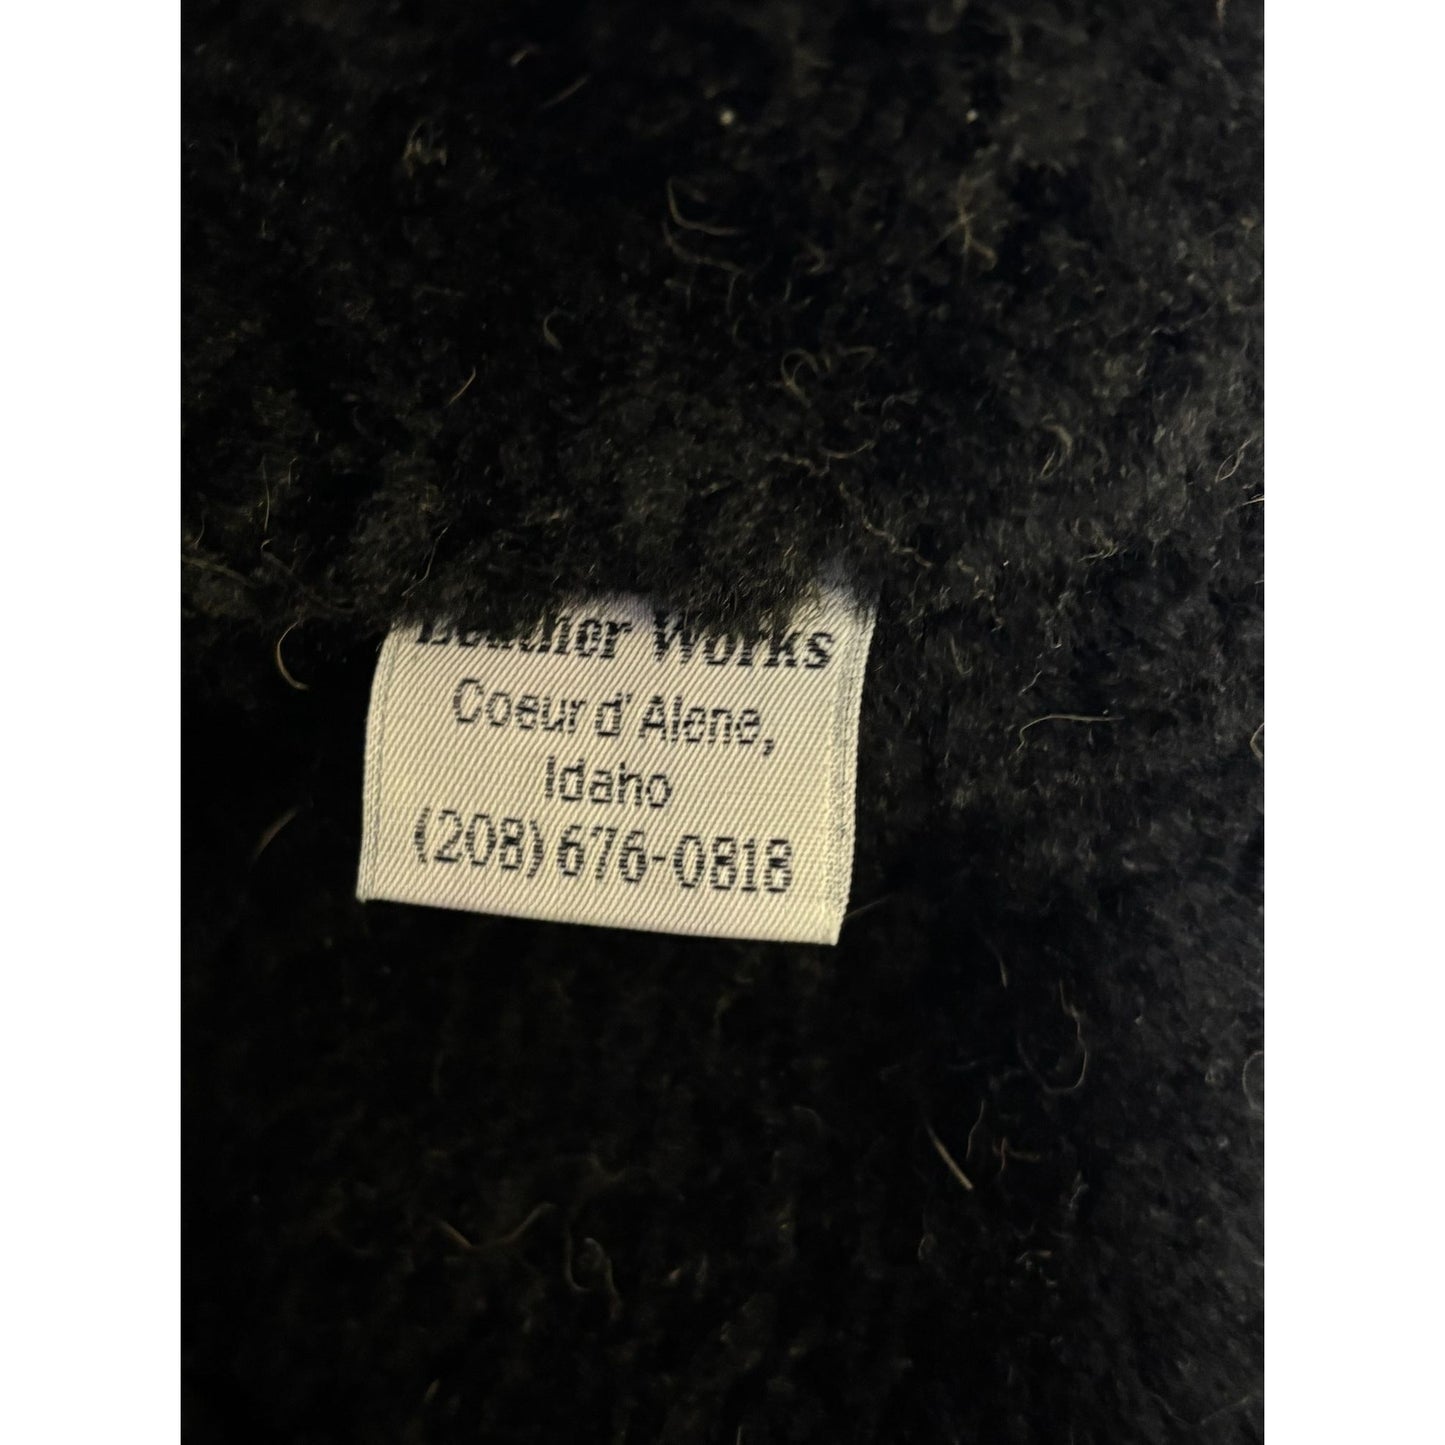 Leather Works
Coeur d'Alene,
Idaho
(208) 676-0818